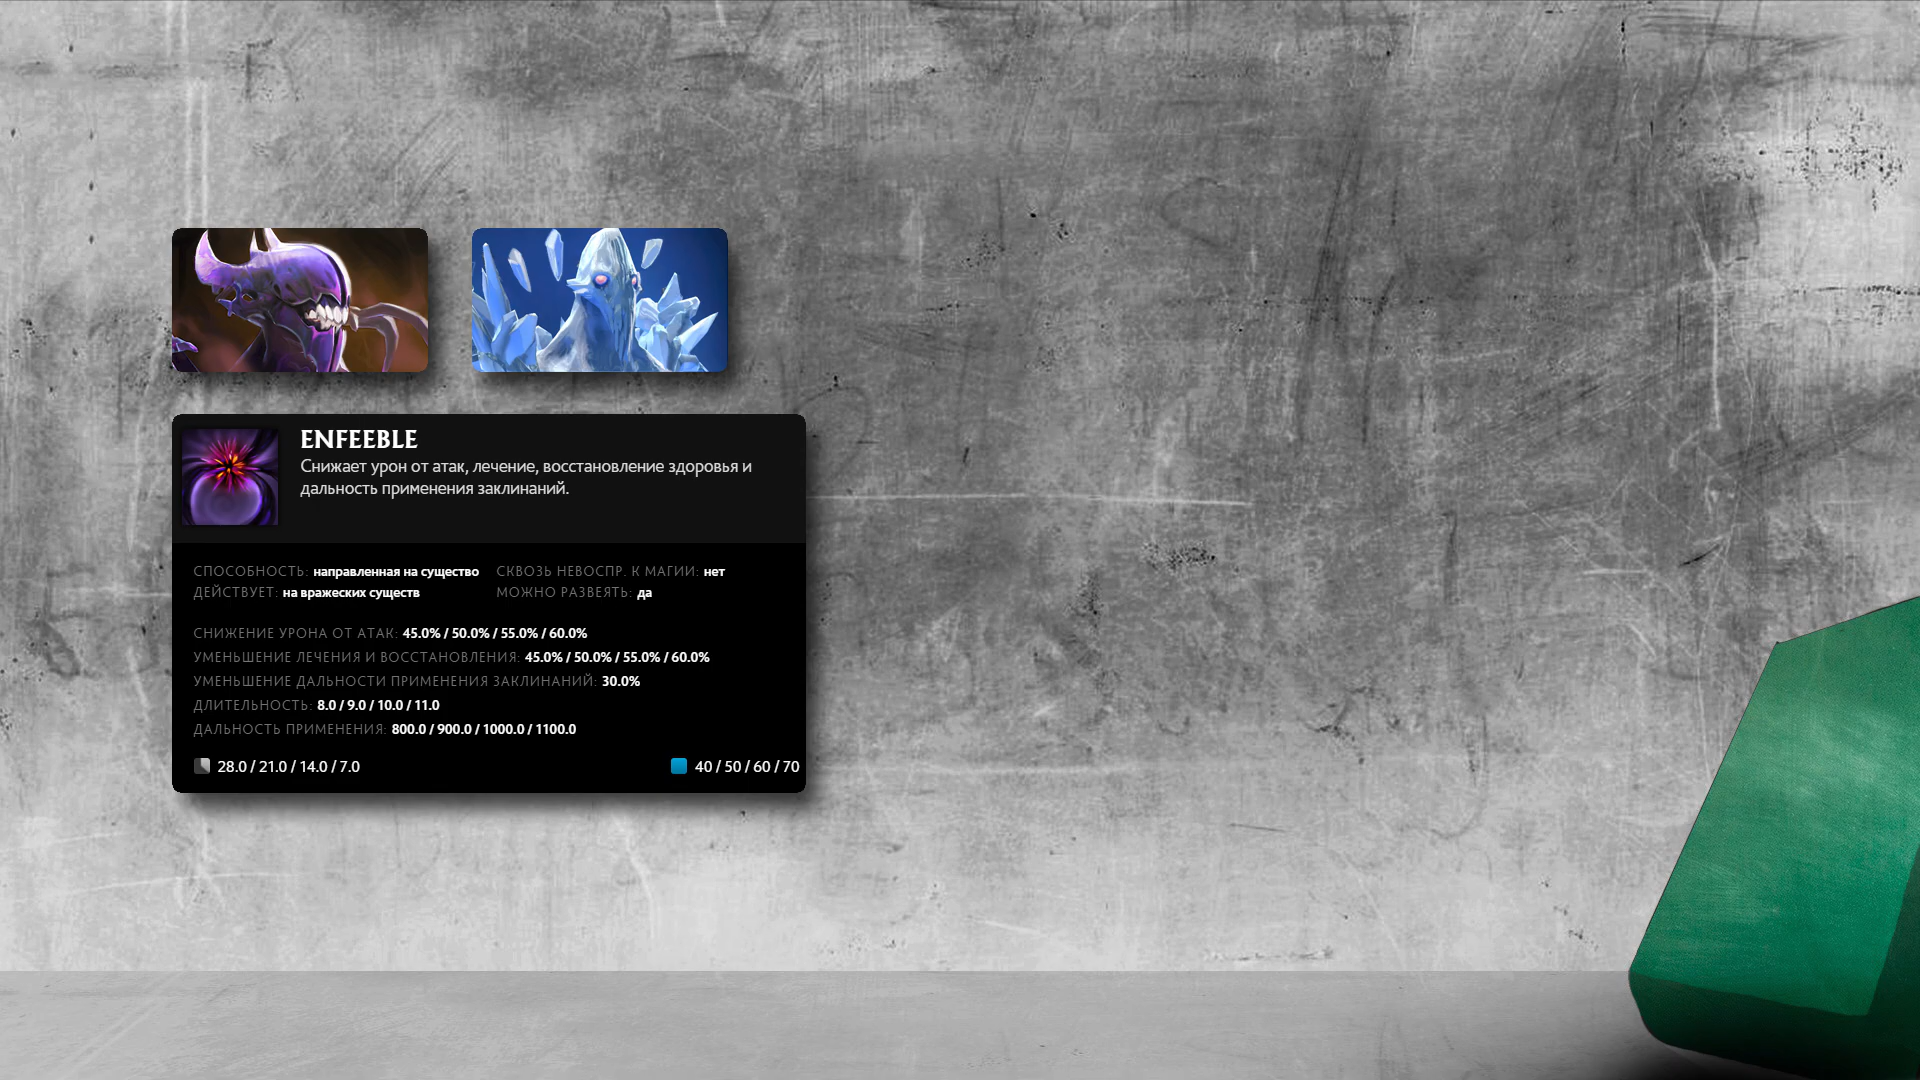 ENFEEBLE
Снижает урон от атак, лечение, восстановление здоровья и
дальность применения заклинаний.
СПОСОБНОСТЬ: направленная на существо СКВОЗЬ НЕВОСПР. К МАГИИ: нет
ДЕЙСТВУЕТ: на вражеских существ МОЖНО РАЗВЕЯТЬ: да
СНИЖЕНИЕ УРОНА ОТ АТАК: 45.0% / 50.0% / 55.0% / 60.0%
УМЕНЬШЕНИЕ ЛЕЧЕНИЯ И ВОССТАНОВЛЕНИЯ: 45.0% / 50.0% / 55.0% / 60.0%
УМЕНЬШЕНИЕ ДАЛЬНОСТИ ПРИМЕНЕНИЯ ЗАКЛИНАНИЙ: 30.0%
ДЛИТЕЛЬНОСТЬ: 8.0 / 9.0 / 10.0 / 11.0
ДАЛЬНОСТЬ ПРИМЕНЕНИЯ: 800.0 / 900.0 / 1000.0 / 1100.0
28.0 / 21.0 / 14.0 / 7.0 40 / 50 / 60 / 70